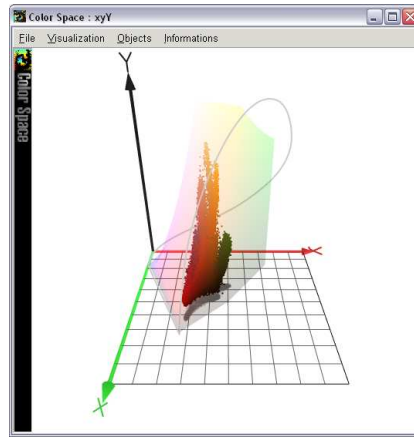 Color Space : xyY
File Visualization Objects Informations
Color Space
Y
Y
X